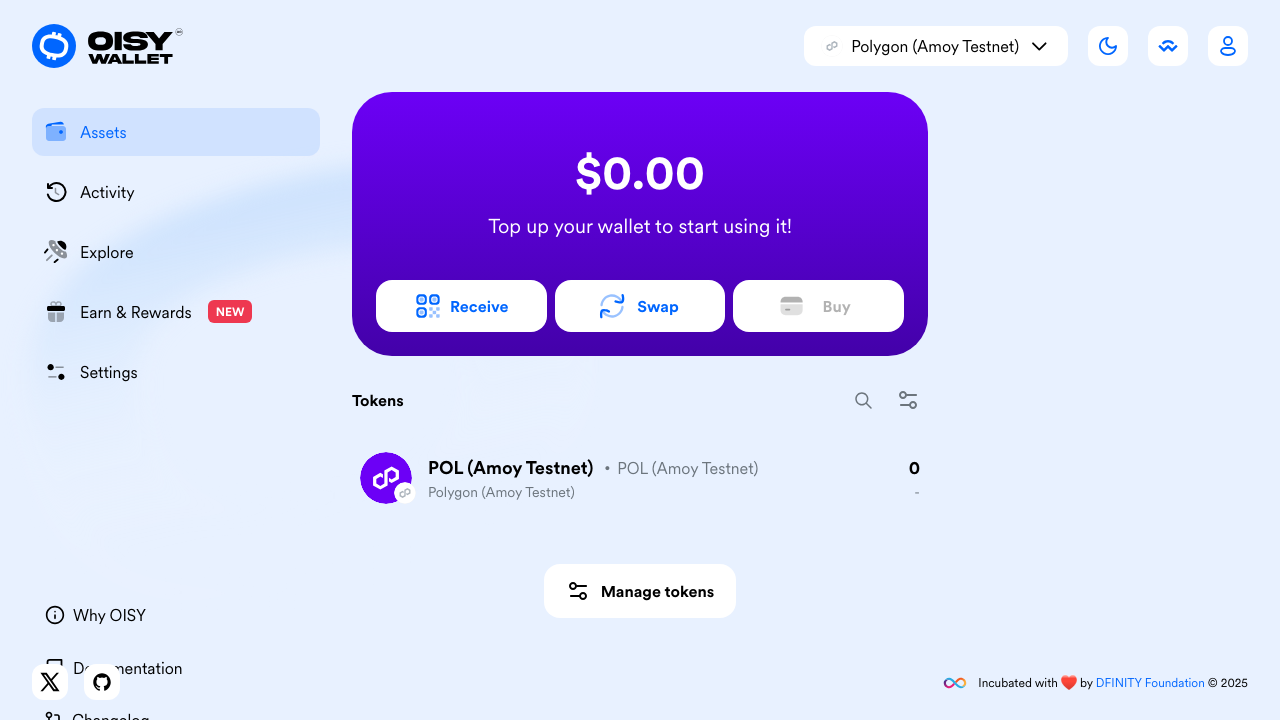 OISY
WALLET
Polygon (Amoy Testnet)
Assets
Activity
Explore
Earn & Rewards NEW
Settings
$0.00
Top up your wallet to start using it!
Receive
Swap
Buy
Tokens
POL (Amoy Testnet) • POL (Amoy Testnet)
Polygon (Amoy Testnet)
0
-
Manage tokens
Why OISY
Documentation
Changelog
Incubated with ❤️ by DFINITY Foundation © 2025